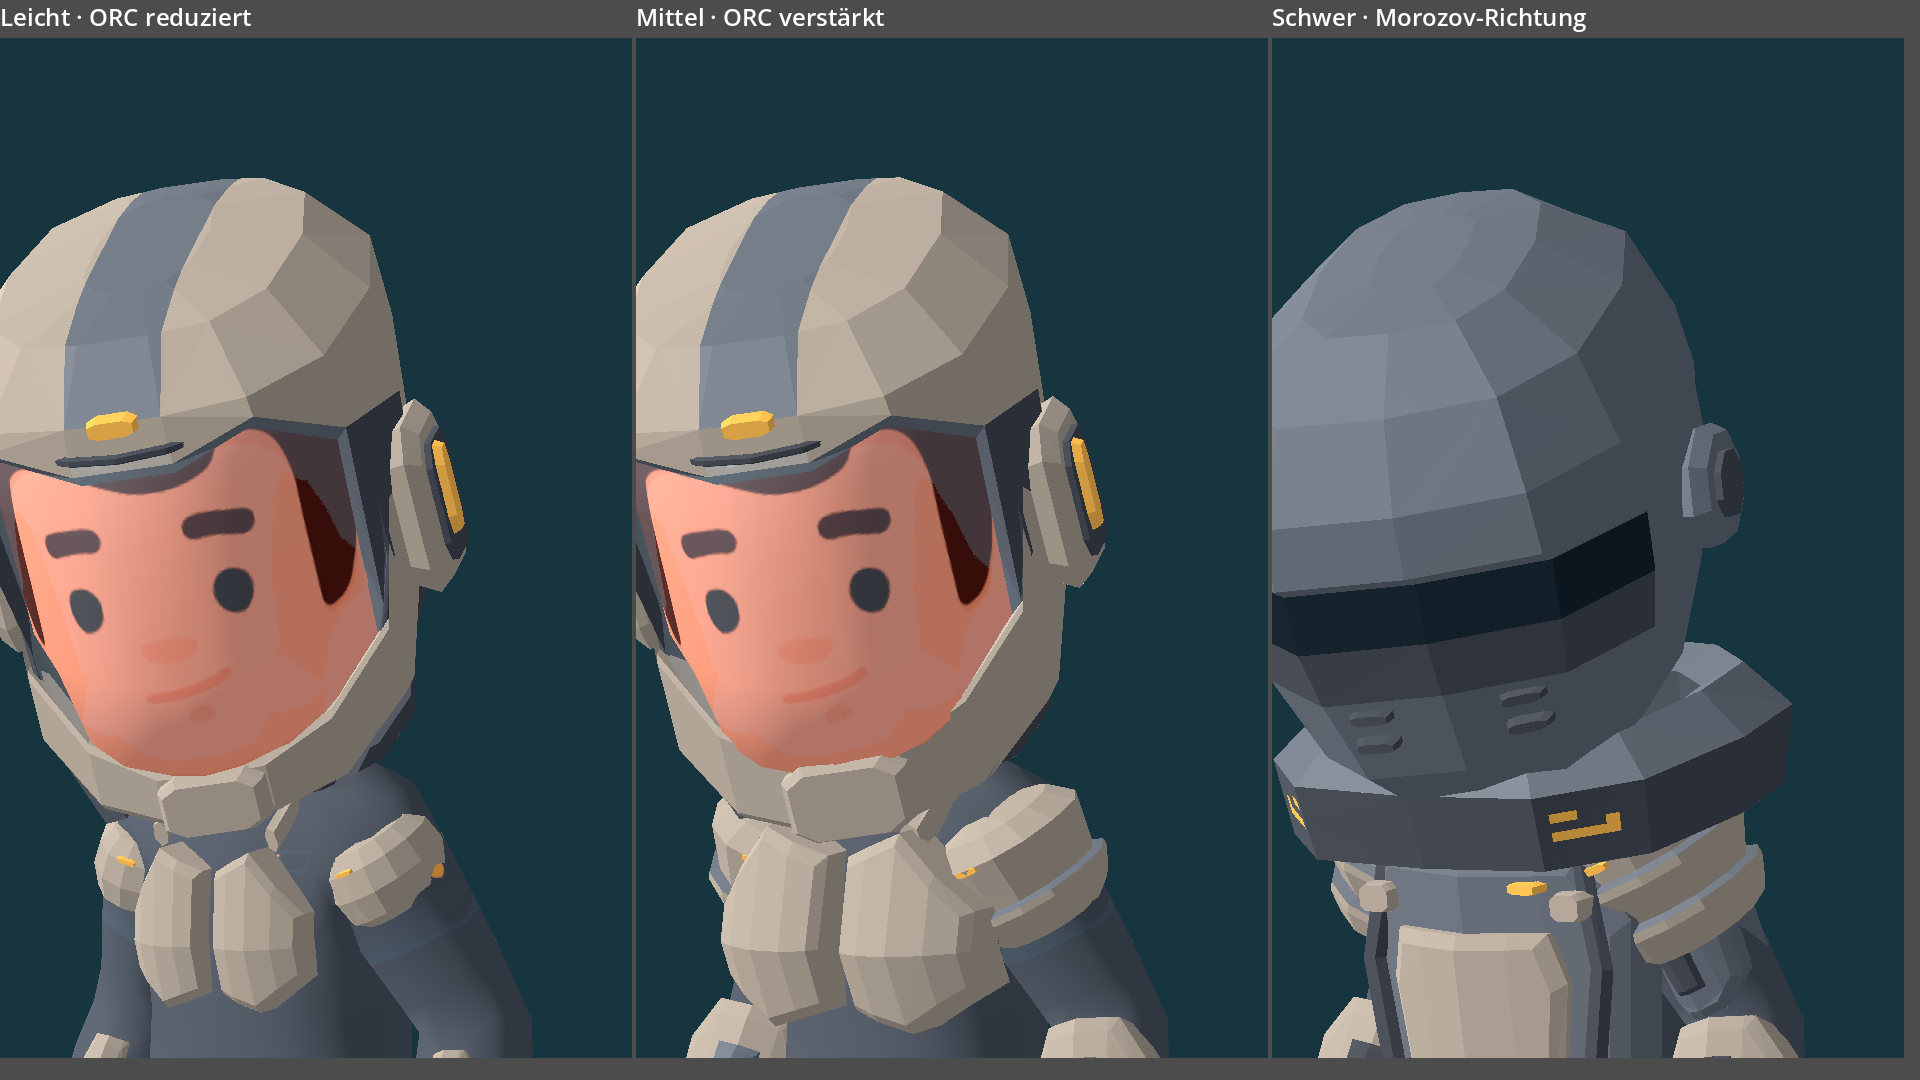 Leicht · ORC reduziert
Mittel · ORC verstärkt
Schwer · Morozov-Richtung